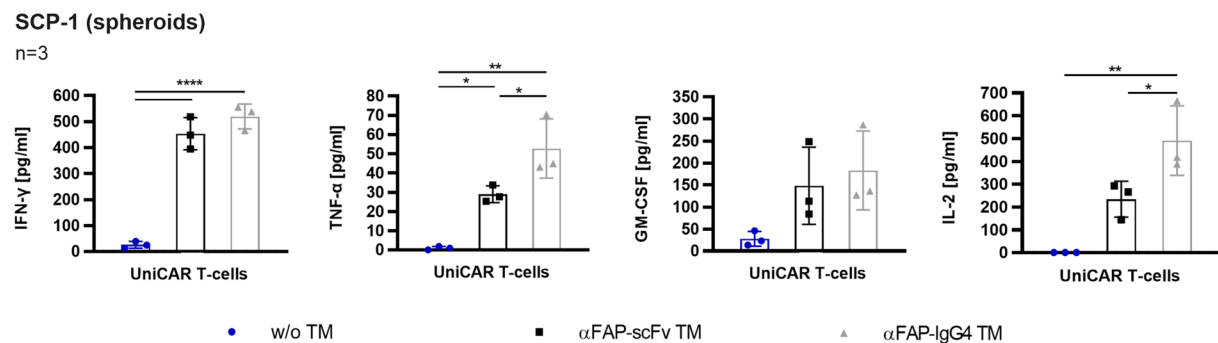 SCP-1 (spheroids)
n=3
IFN-γ [pg/ml]
600
500
400
300
200
100
0
****
UniCAR T-cells
TNF-α [pg/ml]
80
70
60
50
40
30
20
10
0
**
*
*
UniCAR T-cells
GM-CSF [pg/ml]
350
300
250
200
150
100
50
0
UniCAR T-cells
IL-2 [pg/ml]
700
600
500
400
300
200
100
0
**
*
UniCAR T-cells
w/o TM
αFAP-scFv TM
αFAP-IgG4 TM